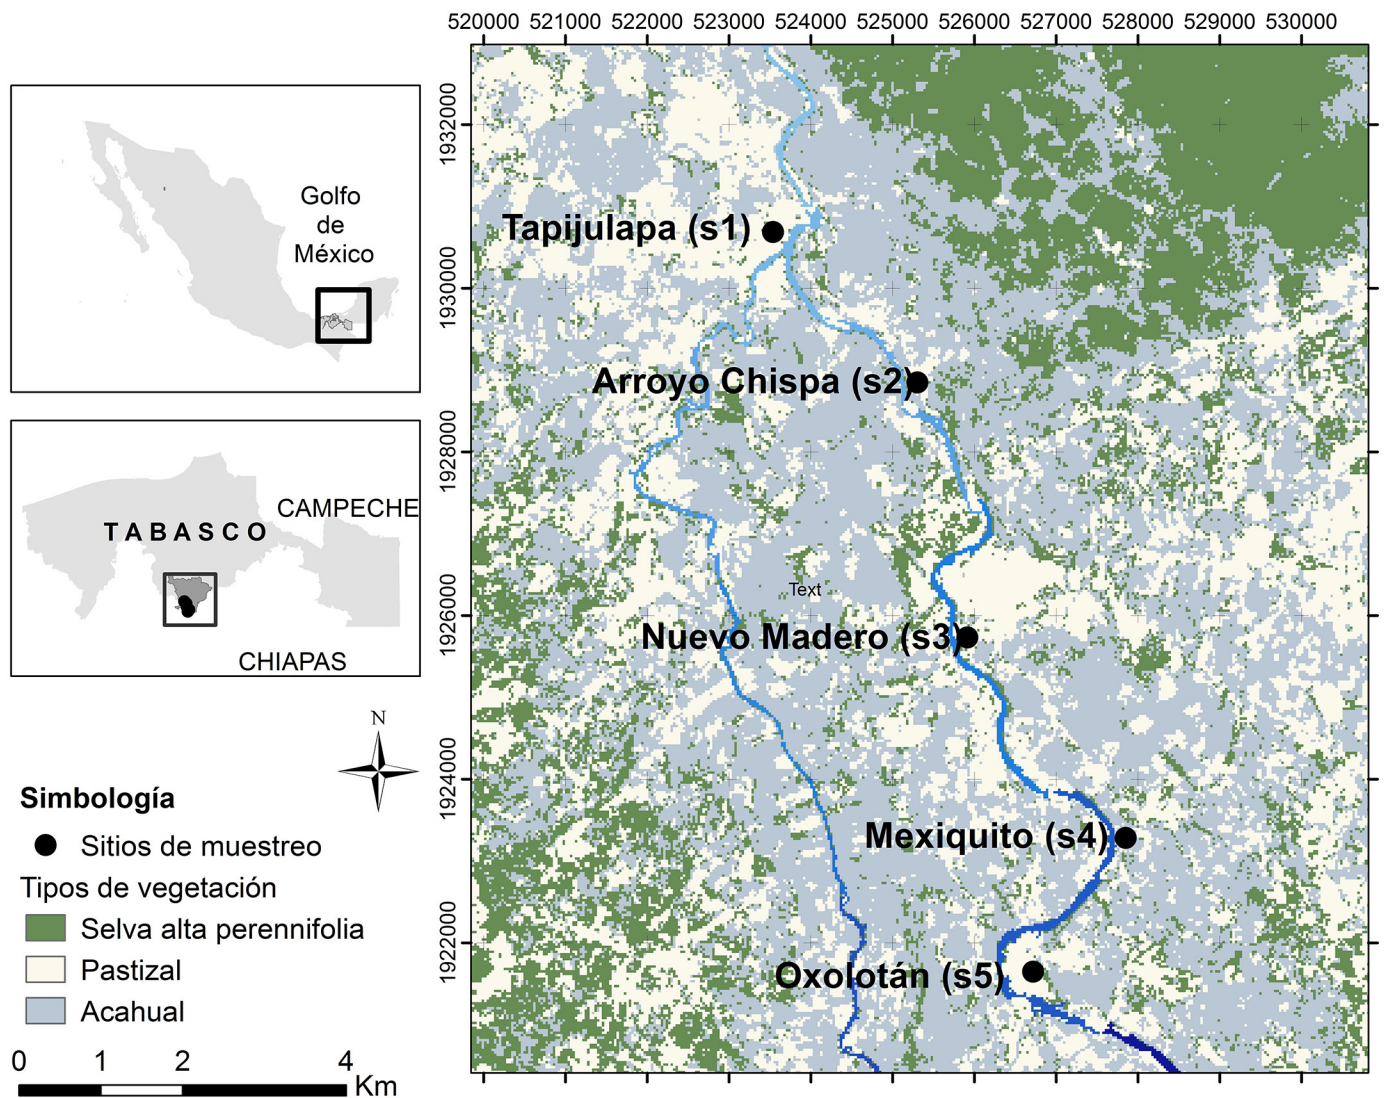 520000 521000 522000 523000 524000 525000 526000 527000 528000 529000 530000
1932000
1930000
1928000
1926000
1924000
1922000
Golfo
de
México
TABASCO
CAMPECHE
CHIAPAS
N
Simbología
Sitios de muestreo
Tipos de vegetación
Selva alta perennifolia
Pastizal
Acahual
0 1 2 4
Km
Tapijulapa (s1)
Arroyo Chispa (s2)
Text
Nuevo Madero (s3)
Mexiquito (s4)
Oxolotán (s5)